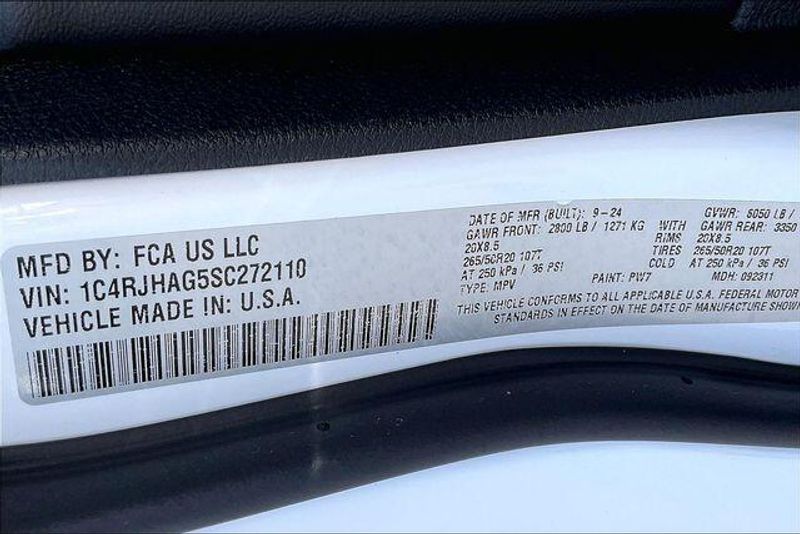 MFD BY: FCA US LLC
VIN: 1C4RJHAG5SC272110
VEHICLE MADE IN: U.S.A.
DATE OF MFR (BUILT): 9-24 GVWR: 6050 LB /
GAWR FRONT: 2800 LB / 1271 KG WITH GAWR REAR: 3350
20X8.5 RIMS 20X8.5
265/50R20 107T TIRES 265/50R20 107T
AT 250 kPa / 36 PSI COLD AT 250 kPa / 36 PSI
TYPE: MPV PAINT: PW7 MDH: 092311
THIS VEHICLE CONFORMS TO ALL APPLICABLE U.S.A. FEDERAL MOTOR
STANDARDS IN EFFECT ON THE DATE OF MANUFACTURE SHOWN